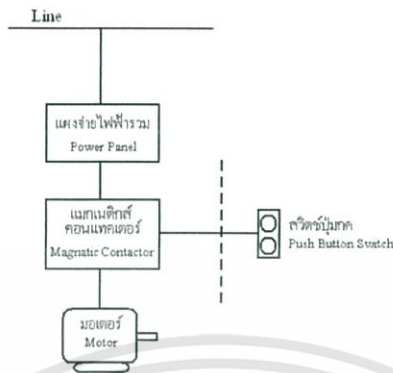 Line
แผงจ่ายไฟฟ้ารวม
Power Panel
แมกเนติกส์
คอนแทคเตอร์
Magnatic Contactor
สวิตช์ปุ่มกด
Push Button Switch
มอเตอร์
Motor